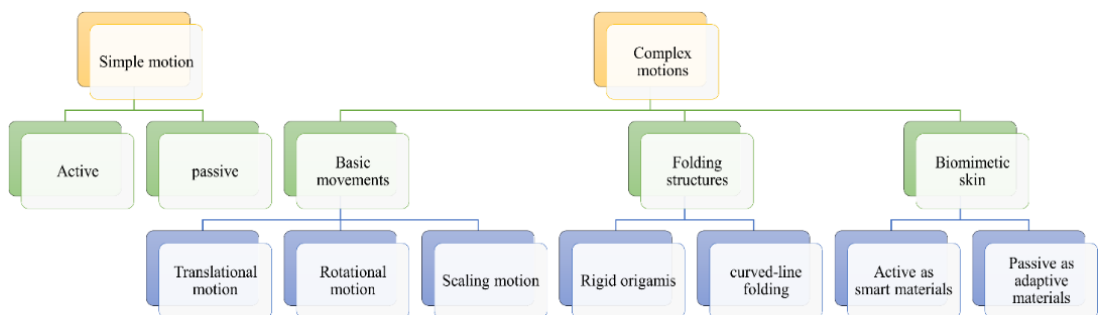 Simple motion
Complex
motions
Active
passive
Basic
movements
Folding
structures
Biomimetic
skin
Translational
motion
Rotational
motion
Scaling motion
Rigid origamis
curved-line
folding
Active as
smart materials
Passive as
adaptive
materials